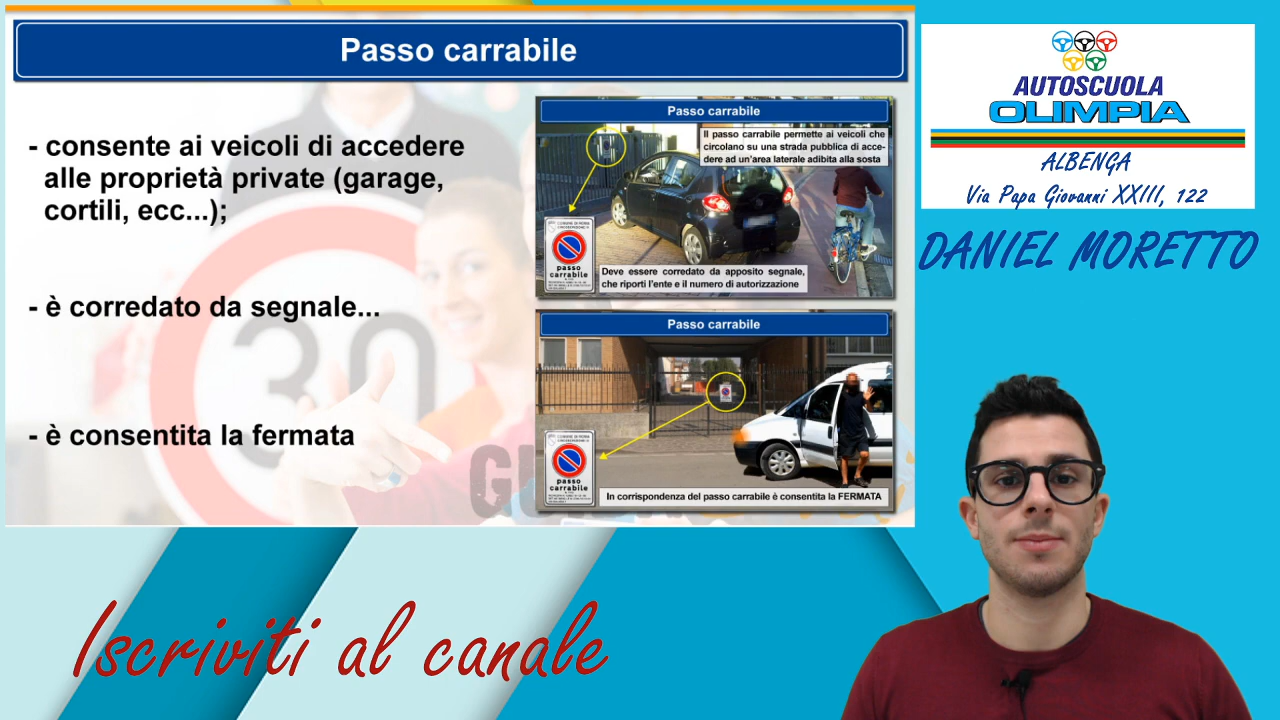 Passo carrabile
- consente ai veicoli di accedere
alle proprietà private (garage,
cortili, ecc...);
- è corredato da segnale...
- è consentita la fermata
Passo carrabile
Il passo carrabile permette ai veicoli che
circolano su una strada pubblica di acce-
dere ad un'area laterale adibita alla sosta
passo
carrabile
Deve essere corredato da apposito segnale,
che riporti l'ente e il numero di autorizzazione
Passo carrabile
passo
carrabile
In corrispondenza del passo carrabile è consentita la FERMATA
30
AUTOSCUOLA
OLIMPIA
ALBENGA
Via Papa Giovanni XXIII, 122
DANIEL MORETTO
Iscriviti al canale